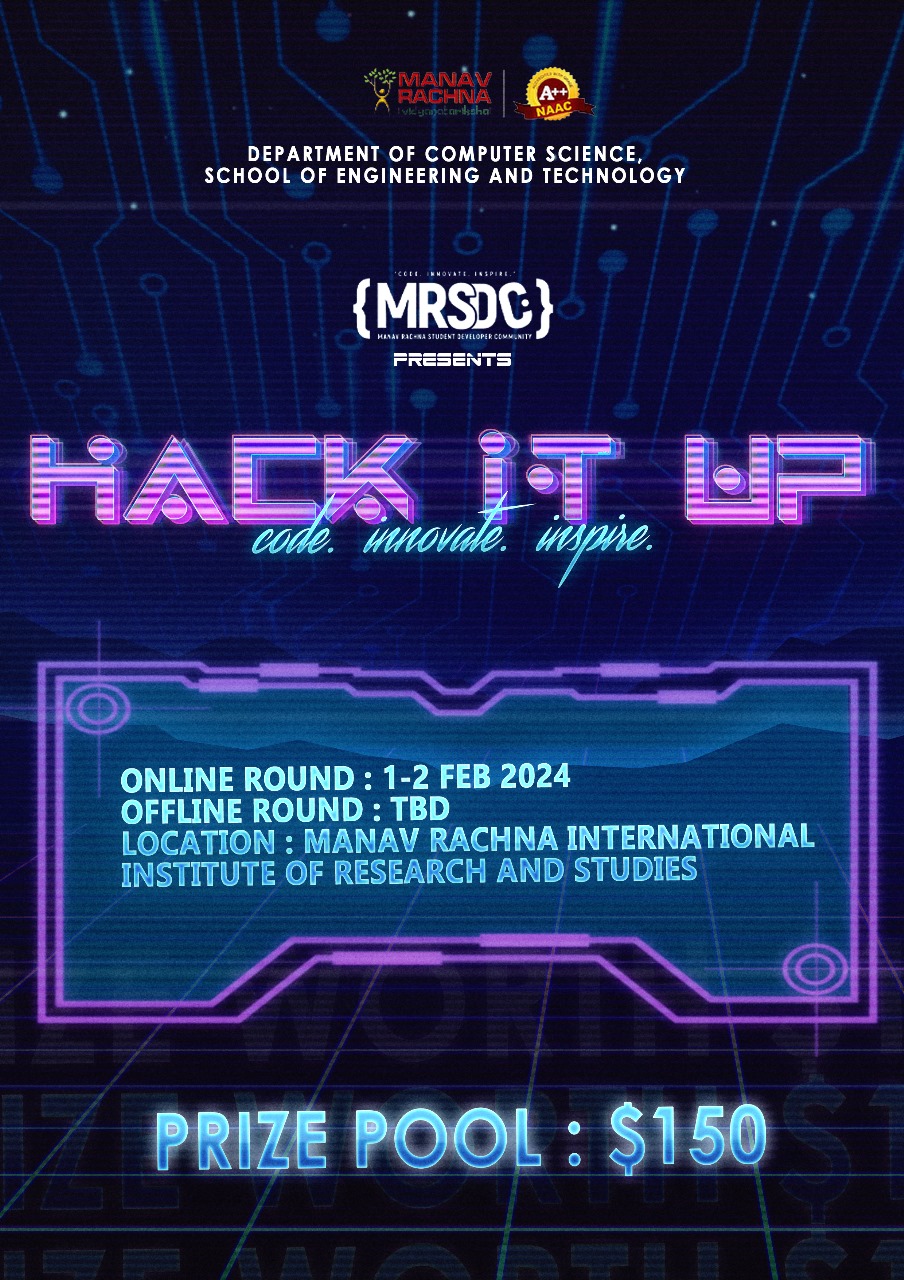 MANAV
RACHNA
vidyanatariksha
A++
NAAC
DEPARTMENT OF COMPUTER SCIENCE,
SCHOOL OF ENGINEERING AND TECHNOLOGY
"CODE. INNOVATE. INSPIRE."
{MRSDC}
MANAV RACHNA STUDENT DEVELOPER COMMUNITY
PRESENTS
HACK iT UP
code. innovate. inspire.
ONLINE ROUND : 1-2 FEB 2024
OFFLINE ROUND : TBD
LOCATION : MANAV RACHNA INTERNATIONAL
INSTITUTE OF RESEARCH AND STUDIES
PRIZE POOL : $150